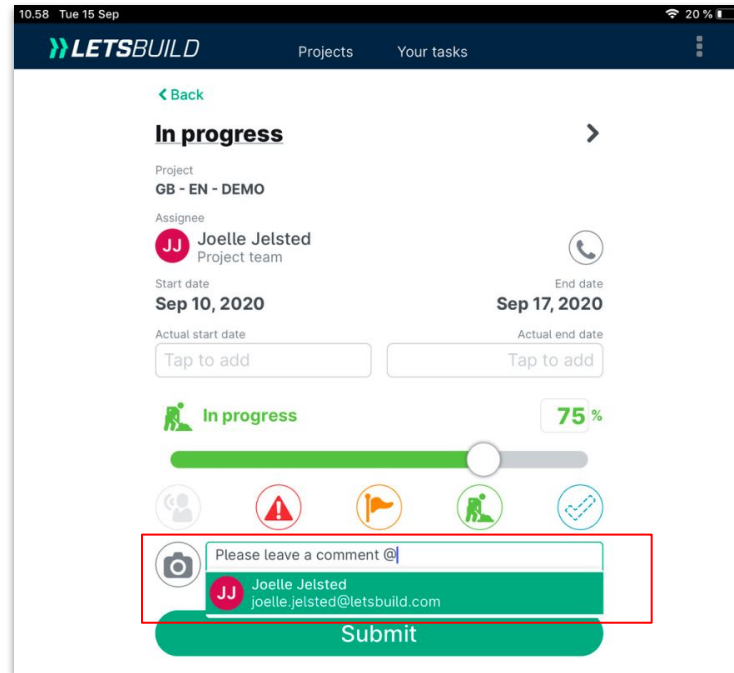 10.58 Tue 15 Sep 20 %
LETSBUILD Projects Your tasks
Back
In progress
Project
GB - EN - DEMO
Assignee
JJ Joelle Jelsted
Project team
Start date End date
Sep 10, 2020 Sep 17, 2020
Actual start date Actual end date
Tap to add Tap to add
In progress 75 %
Please leave a comment @
JJ Joelle Jelsted
joelle.jelsted@letsbuild.com
Submit